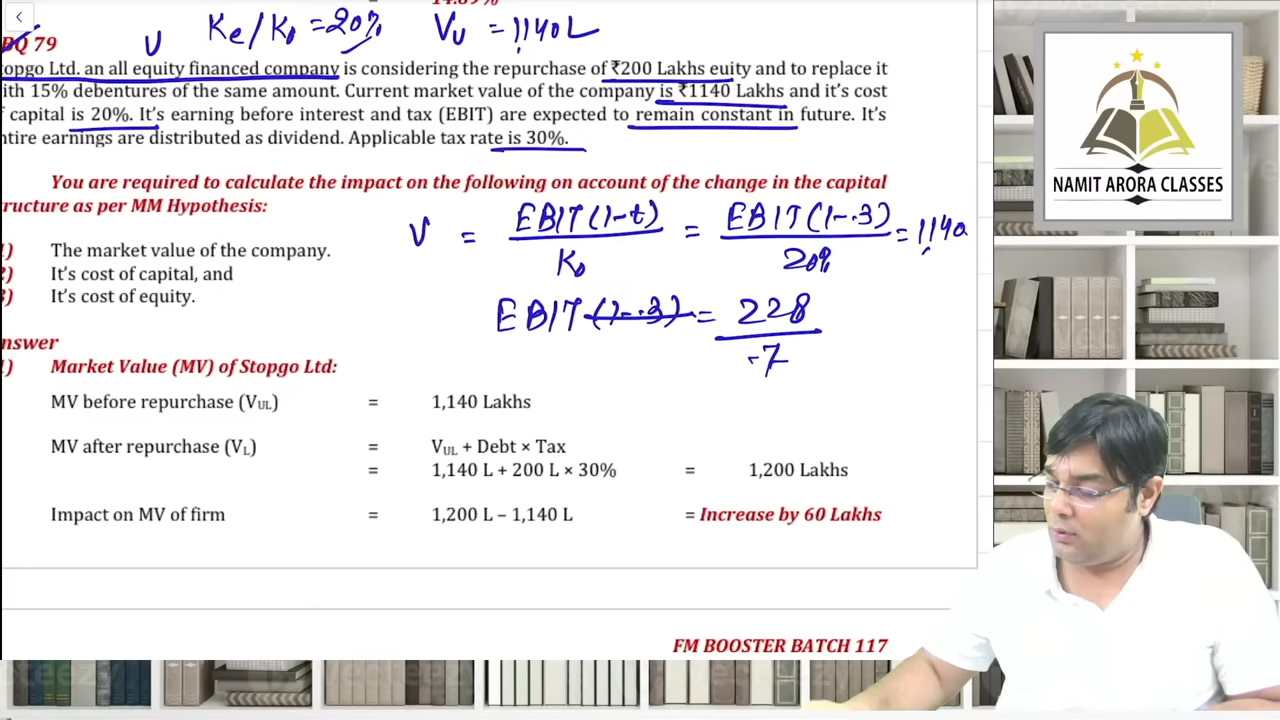 14.89%
U Ke/Ko = 20% Vu = 1140L
BQ 79
topgo Ltd. an all equity financed company is considering the repurchase of ₹200 Lakhs euity and to replace it
ith 15% debentures of the same amount. Current market value of the company is ₹1140 Lakhs and it's cost
f capital is 20%. It's earning before interest and tax (EBIT) are expected to remain constant in future. It's
ntire earnings are distributed as dividend. Applicable tax rate is 30%.
You are required to calculate the impact on the following on account of the change in the capital
ructure as per MM Hypothesis:
) The market value of the company.
) It's cost of capital, and
) It's cost of equity.
V = EBIT(1-t) / Ko = EBIT(1-.3) / 20% = 1140
EBIT (1-.3) = 228 / .7
nswer
) Market Value (MV) of Stopgo Ltd:
MV before repurchase (VUL) = 1,140 Lakhs
MV after repurchase (VL) = VUL + Debt × Tax
= 1,140 L + 200 L × 30% = 1,200 Lakhs
Impact on MV of firm = 1,200 L – 1,140 L = Increase by 60 Lakhs
FM BOOSTER BATCH 117
NAMIT ARORA CLASSES